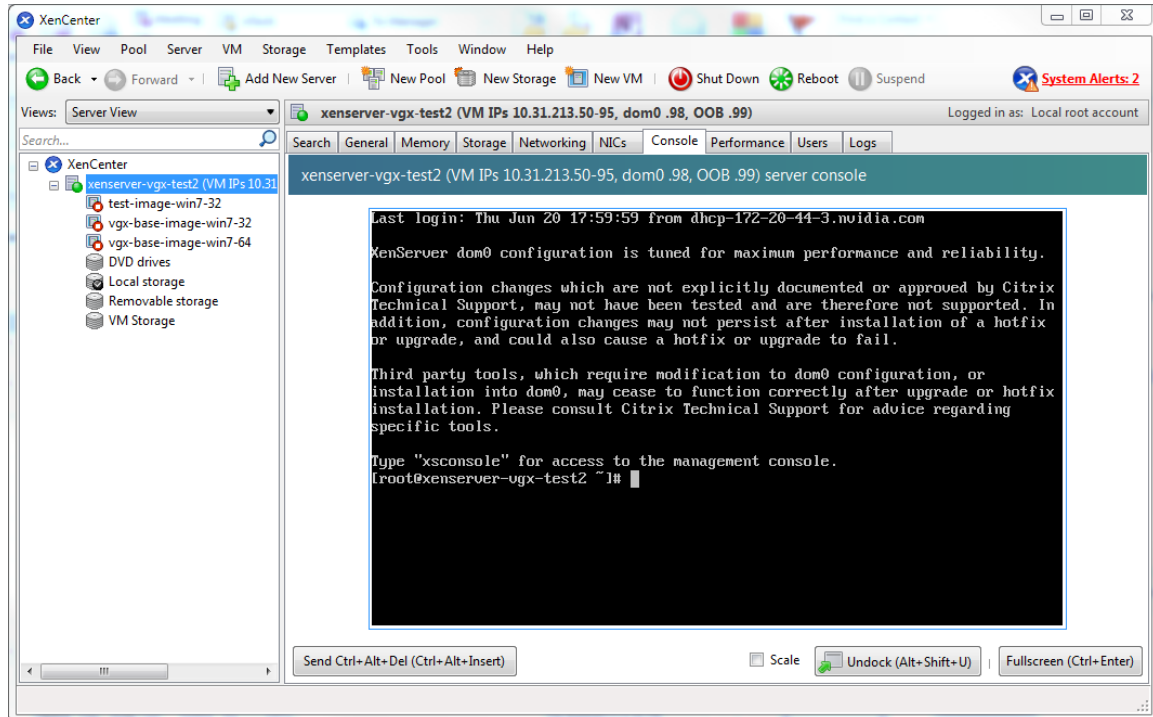 XenCenter
File View Pool Server VM Storage Templates Tools Window Help
Back Forward Add New Server New Pool New Storage New VM Shut Down Reboot Suspend System Alerts: 2
Views: Server View
xenserver-vgx-test2 (VM IPs 10.31.213.50-95, dom0 .98, OOB .99) Logged in as: Local root account
Search...
Search General Memory Storage Networking NICs Console Performance Users Logs
XenCenter
xenserver-vgx-test2 (VM IPs 10.31
test-image-win7-32
vgx-base-image-win7-32
vgx-base-image-win7-64
DVD drives
Local storage
Removable storage
VM Storage
xenserver-vgx-test2 (VM IPs 10.31.213.50-95, dom0 .98, OOB .99) server console
Last login: Thu Jun 20 17:59:59 from dhcp-172-20-44-3.nvidia.com
XenServer dom0 configuration is tuned for maximum performance and reliability.
Configuration changes which are not explicitly documented or approved by Citrix
Technical Support, may not have been tested and are therefore not supported. In
addition, configuration changes may not persist after installation of a hotfix
or upgrade, and could also cause a hotfix or upgrade to fail.
Third party tools, which require modification to dom0 configuration, or
installation into dom0, may cease to function correctly after upgrade or hotfix
installation. Please consult Citrix Technical Support for advice regarding
specific tools.
Type "xsconsole" for access to the management console.
[root@xenserver-vgx-test2 ~]#
Send Ctrl+Alt+Del (Ctrl+Alt+Insert) Scale Undock (Alt+Shift+U) Fullscreen (Ctrl+Enter)